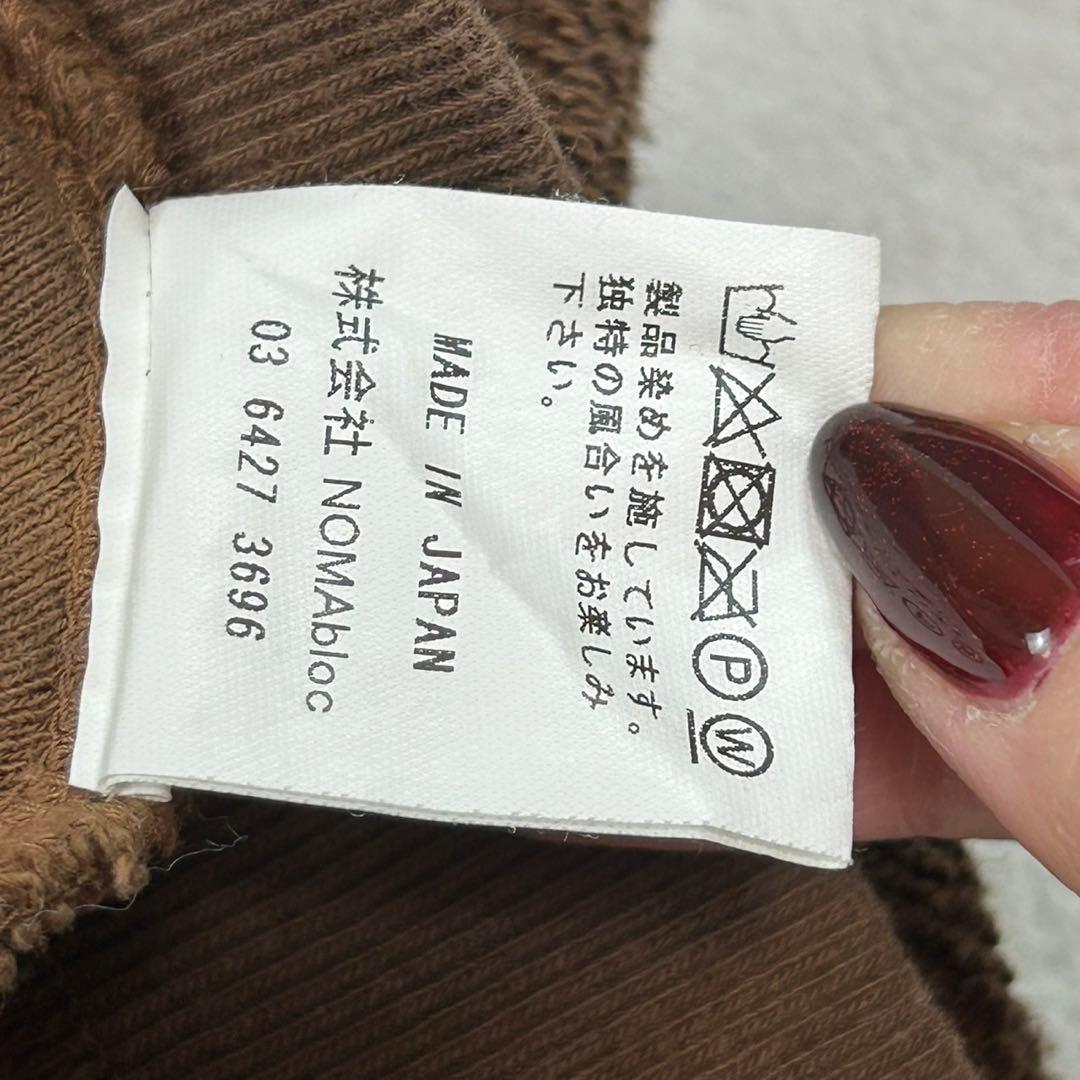 P W
製品染めを施しています。
独特の風合いをお楽しみ
下さい。
MADE IN JAPAN
株式会社 NOMAbloc
03 6427 3696